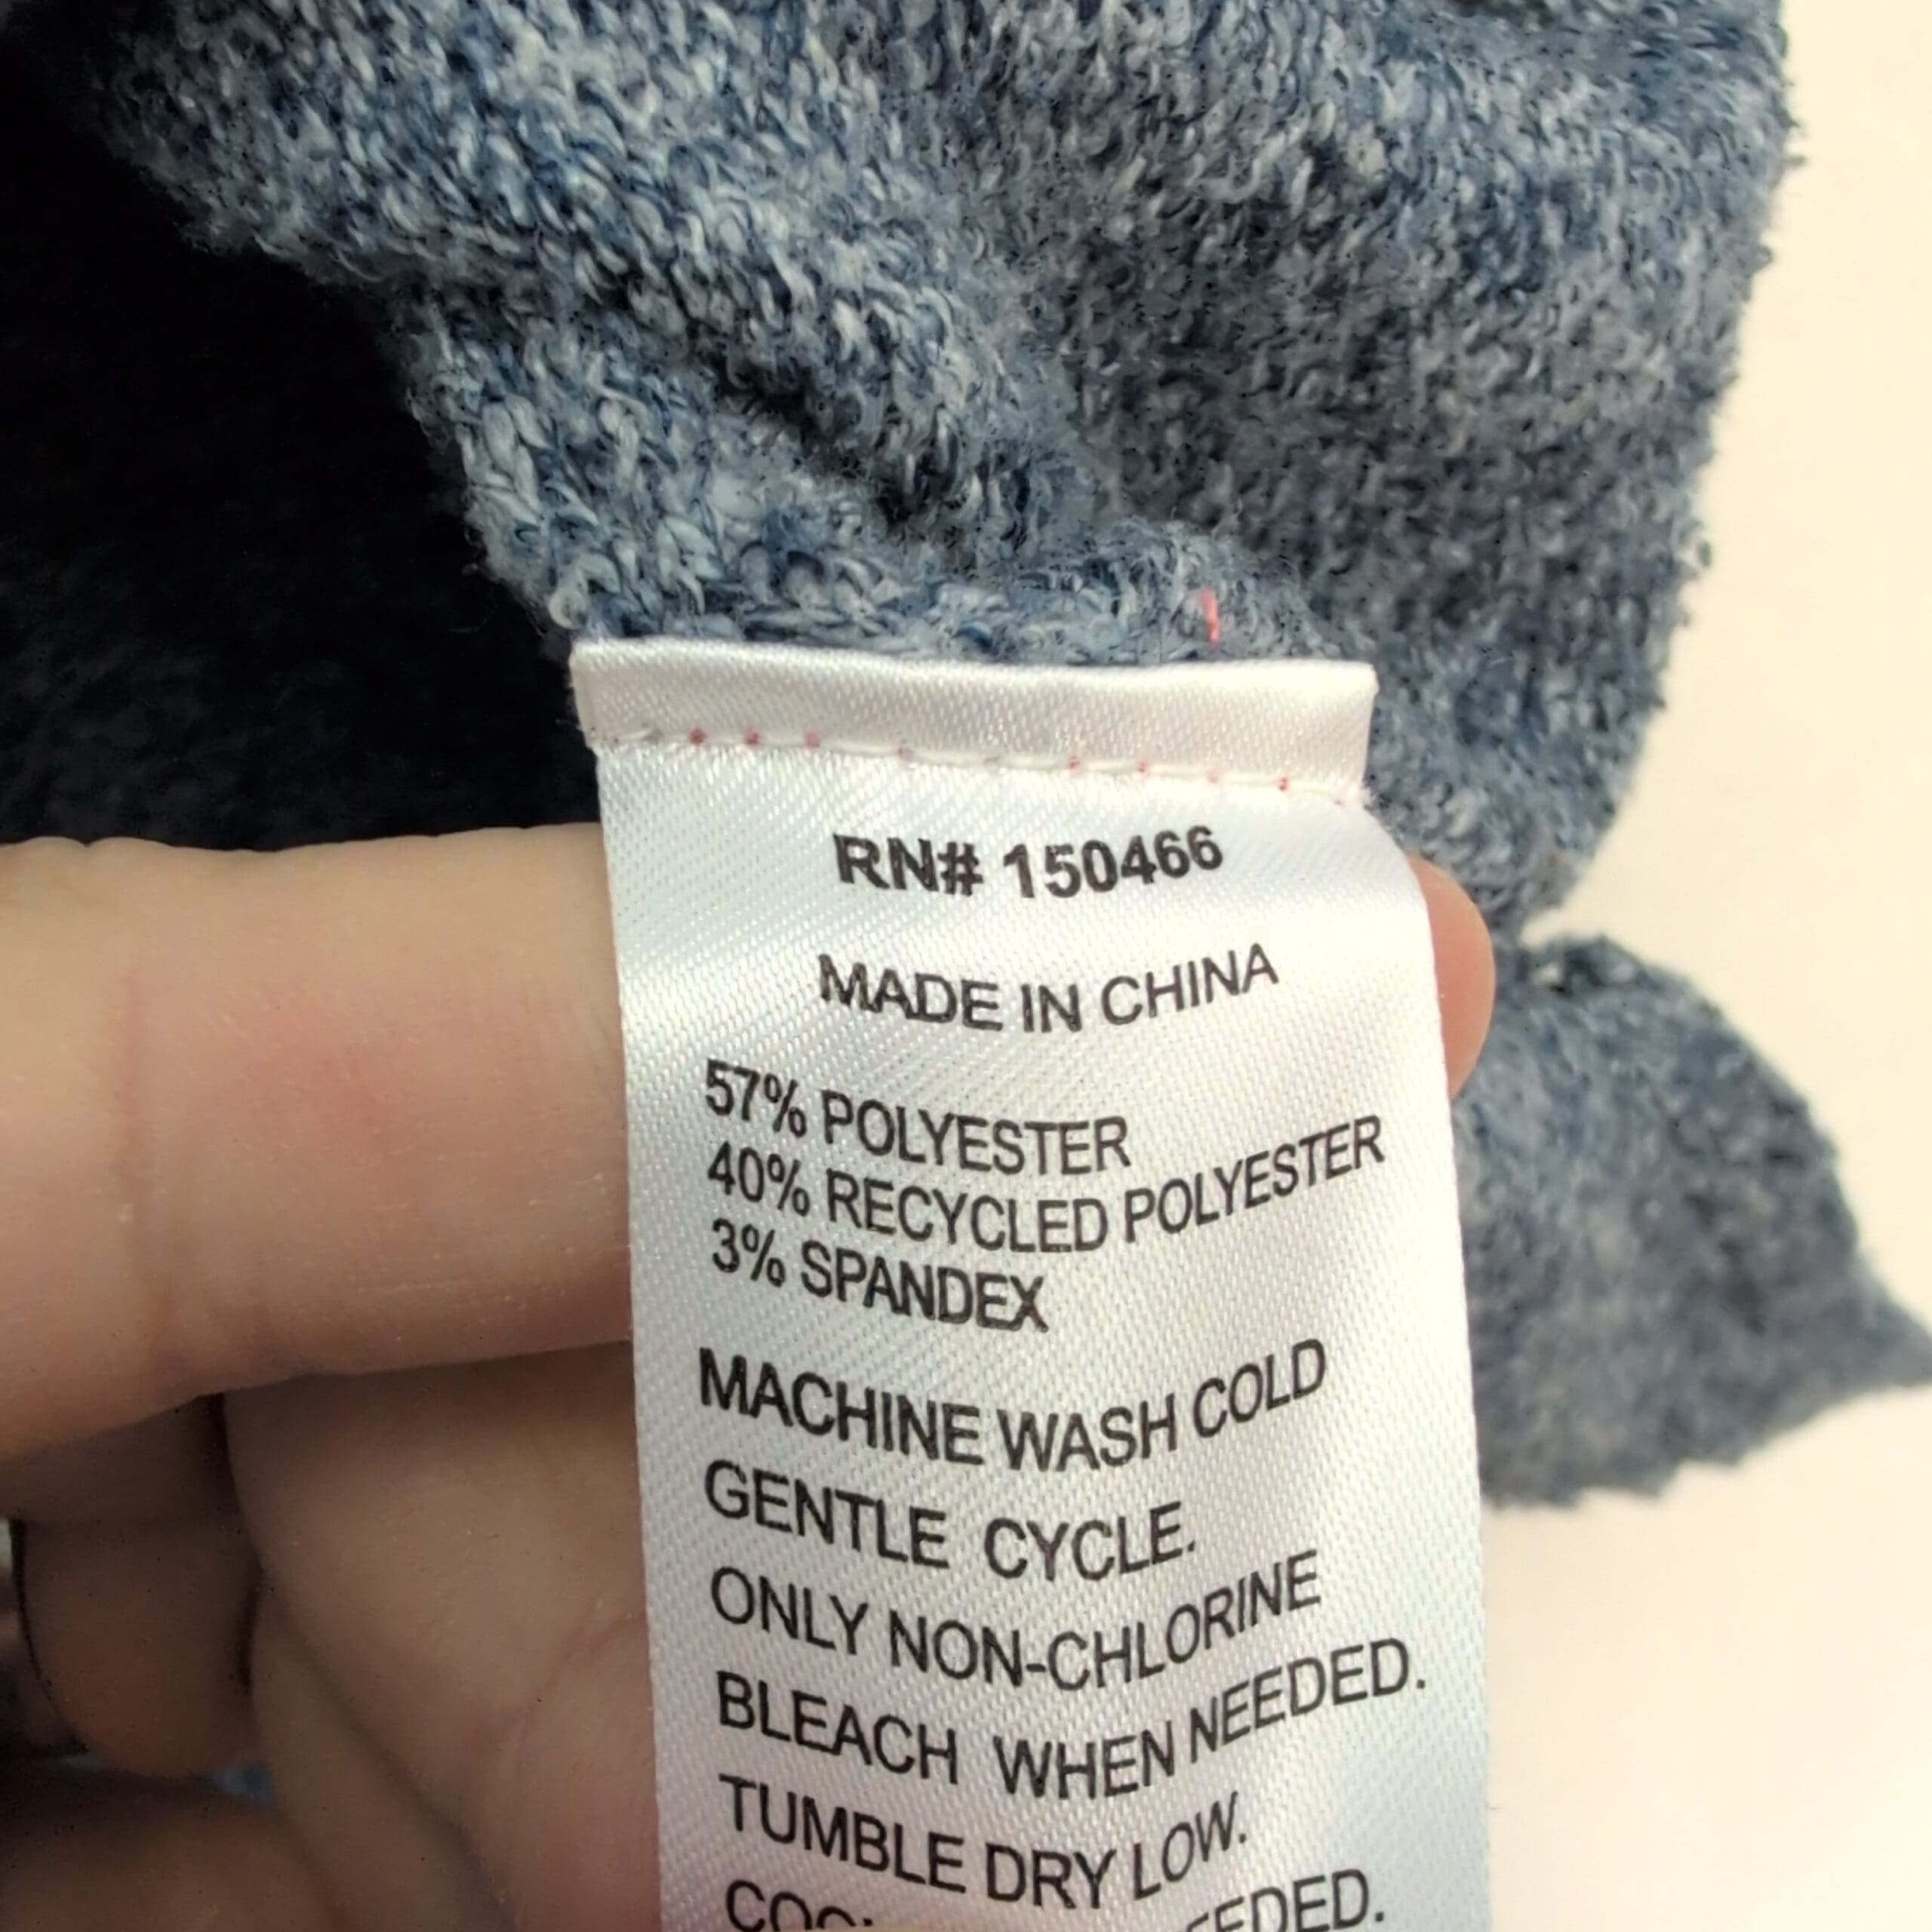 RN# 150466
MADE IN CHINA
57% POLYESTER
40% RECYCLED POLYESTER
3% SPANDEX
MACHINE WASH COLD
GENTLE CYCLE.
ONLY NON-CHLORINE
BLEACH WHEN NEEDED.
TUMBLE DRY LOW.